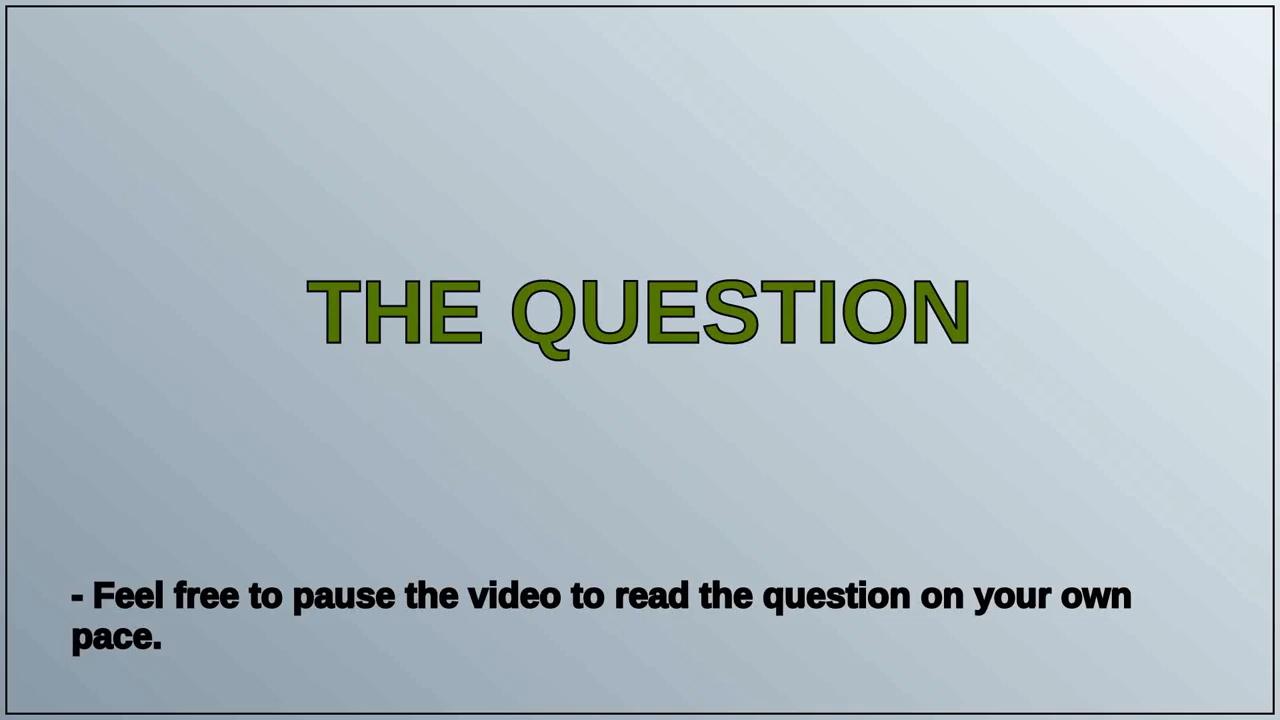 THE QUESTION
- Feel free to pause the video to read the question on your own
pace.